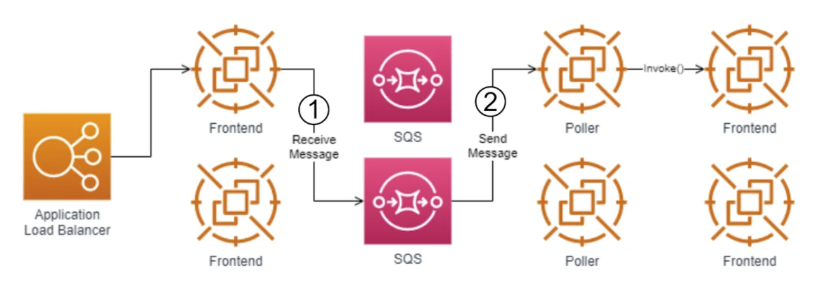 Frontend
1
Receive
Message
SQS
2
Send
Message
Poller
Invoke()
Frontend
Application
Load Balancer
Frontend
SQS
Poller
Frontend